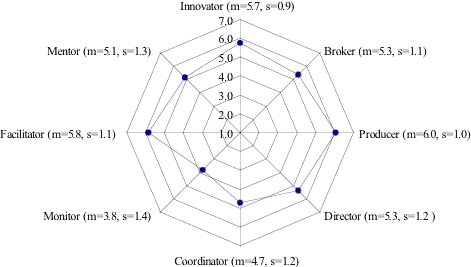 Innovator (m=5.7, s=0.9)
7.0
6.0
Mentor (m=5.1, s=1.3)
Broker (m=5.3, s=1.1)
5.0
4.0
3.0
2.0
Facilitator (m=5.8, s=1.1)
1.0
Producer (m=6.0, s=1.0)
Monitor (m=3.8, s=1.4)
Director (m=5.3, s=1.2 )
Coordinator (m=4.7, s=1.2)